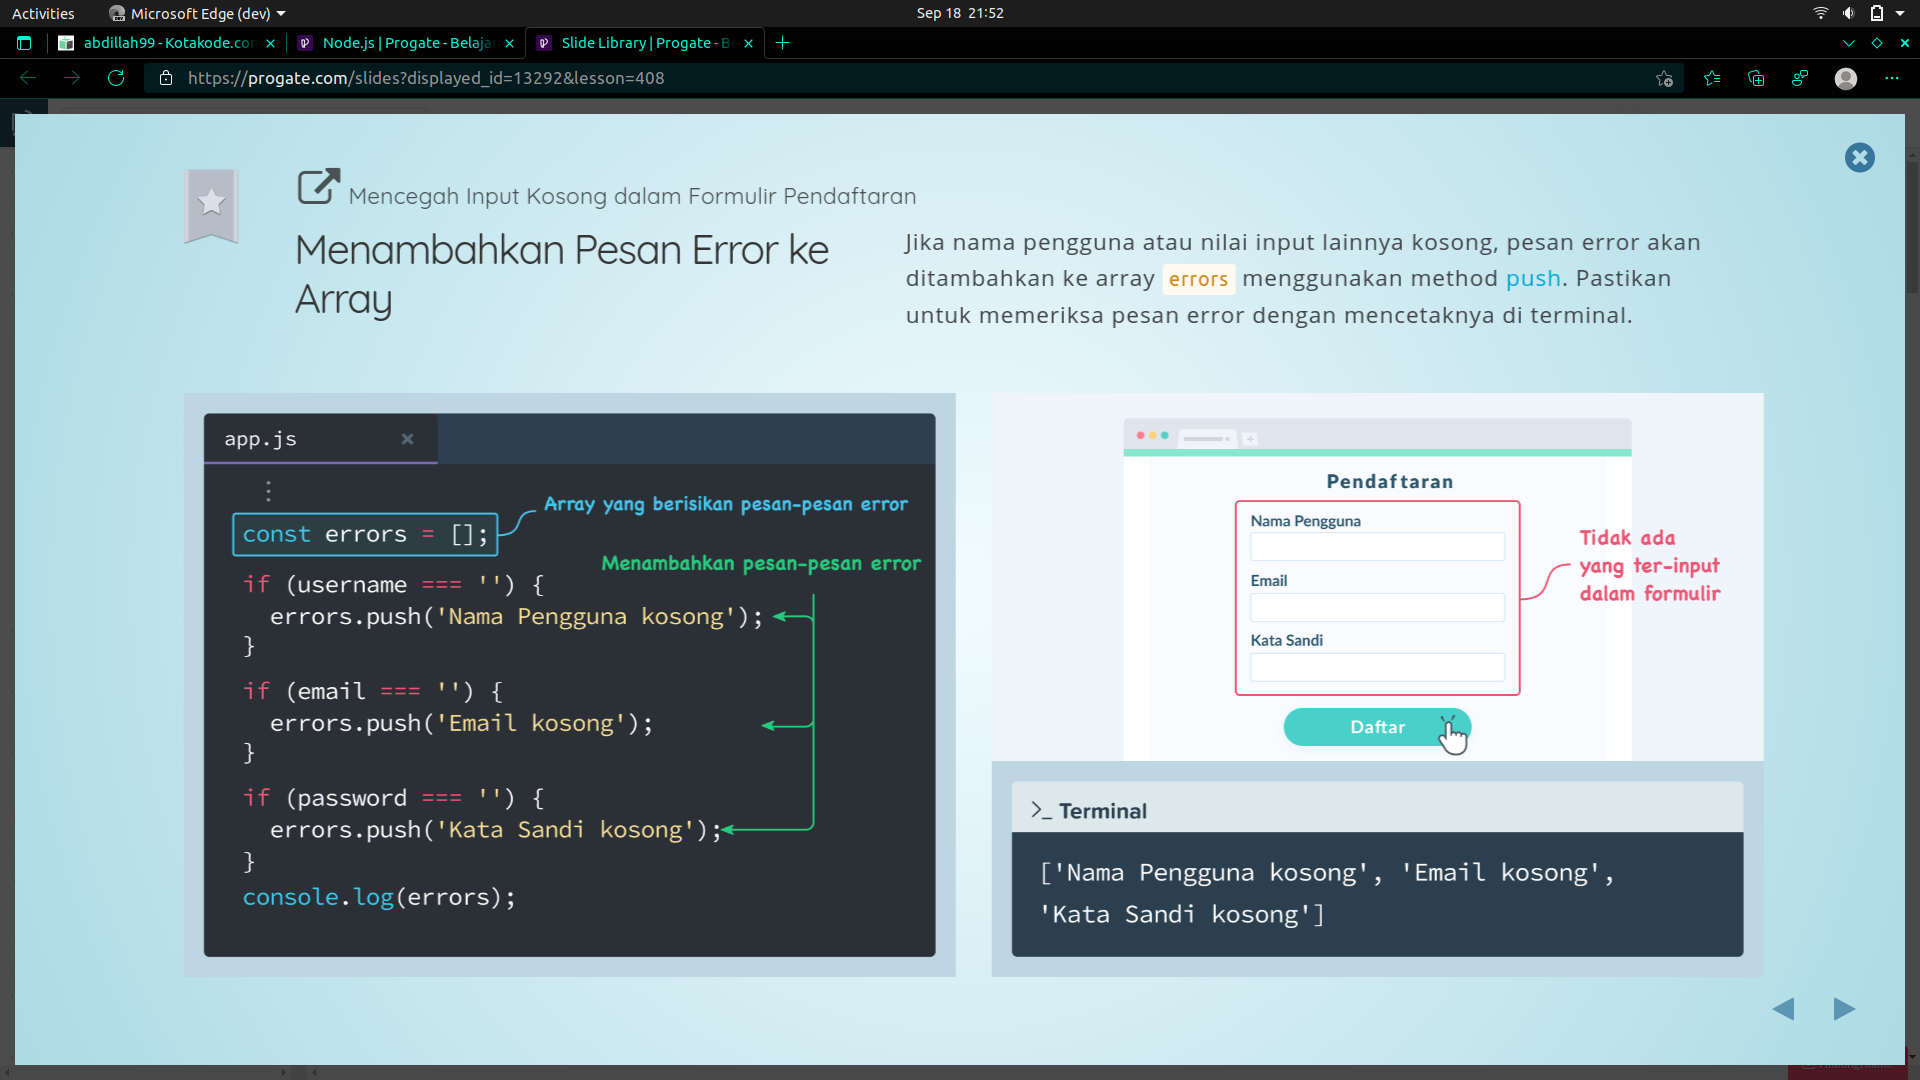 Activities
Microsoft Edge (dev)
Sep 18 21:52
abdillah99 - Kotakode.con
Node.js | Progate - Belaja
Slide Library | Progate - B
https://progate.com/slides?displayed_id=13292&lesson=408
Mencegah Input Kosong dalam Formulir Pendaftaran
Menambahkan Pesan Error ke
Array
Jika nama pengguna atau nilai input lainnya kosong, pesan error akan
ditambahkan ke array errors menggunakan method push. Pastikan
untuk memeriksa pesan error dengan mencetaknya di terminal.
app.js
Array yang berisikan pesan-pesan error
const errors = [];
Menambahkan pesan-pesan error
if (username === '') {
errors.push('Nama Pengguna kosong');
}
if (email === '') {
errors.push('Email kosong');
}
if (password === '') {
errors.push('Kata Sandi kosong');
}
console.log(errors);
Pendaftaran
Nama Pengguna
Email
Kata Sandi
Daftar
Tidak ada
yang ter-input
dalam formulir
>_ Terminal
['Nama Pengguna kosong', 'Email kosong',
'Kata Sandi kosong']